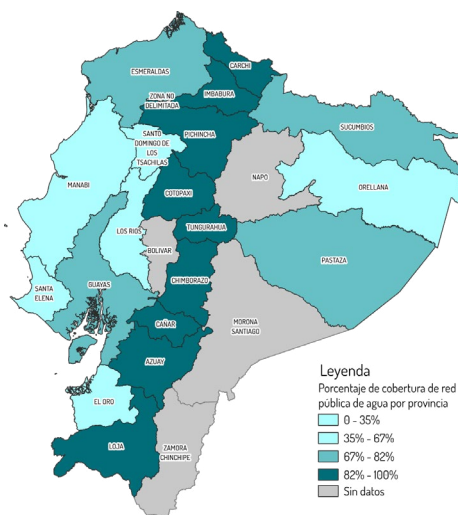 ESMERALDAS
CARCHI
IMBABURA
ZONA NO
DELIMITADA
PICHINCHA
SUCUMBIOS
SANTO
DOMINGO DE
LOS
TSACHILAS
NAPO
ORELLANA
MANABI
COTOPAXI
LOS RIOS
TUNGURAHUA
BOLIVAR
PASTAZA
CHIMBORAZO
SANTA
ELENA
GUAYAS
MORONA
SANTIAGO
CAÑAR
AZUAY
EL ORO
LOJA
ZAMORA
CHINCHIPE
Leyenda
Porcentaje de cobertura de red
pública de agua por provincia
0 - 35%
35% - 67%
67% - 82%
82% - 100%
Sin datos